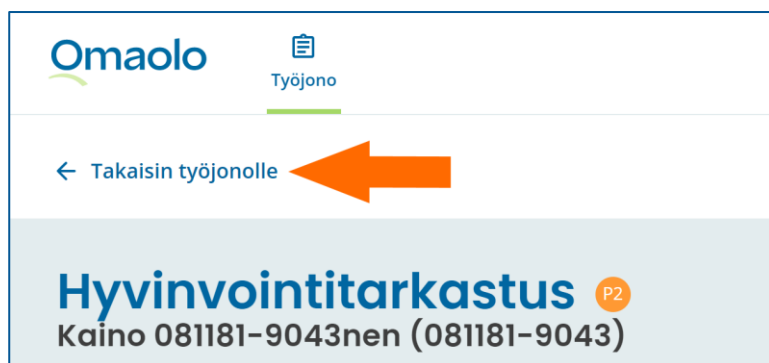 Omaolo
Työjono
← Takaisin työjonolle
Hyvinvointitarkastus P2
Kaino 081181-9043nen (081181-9043)